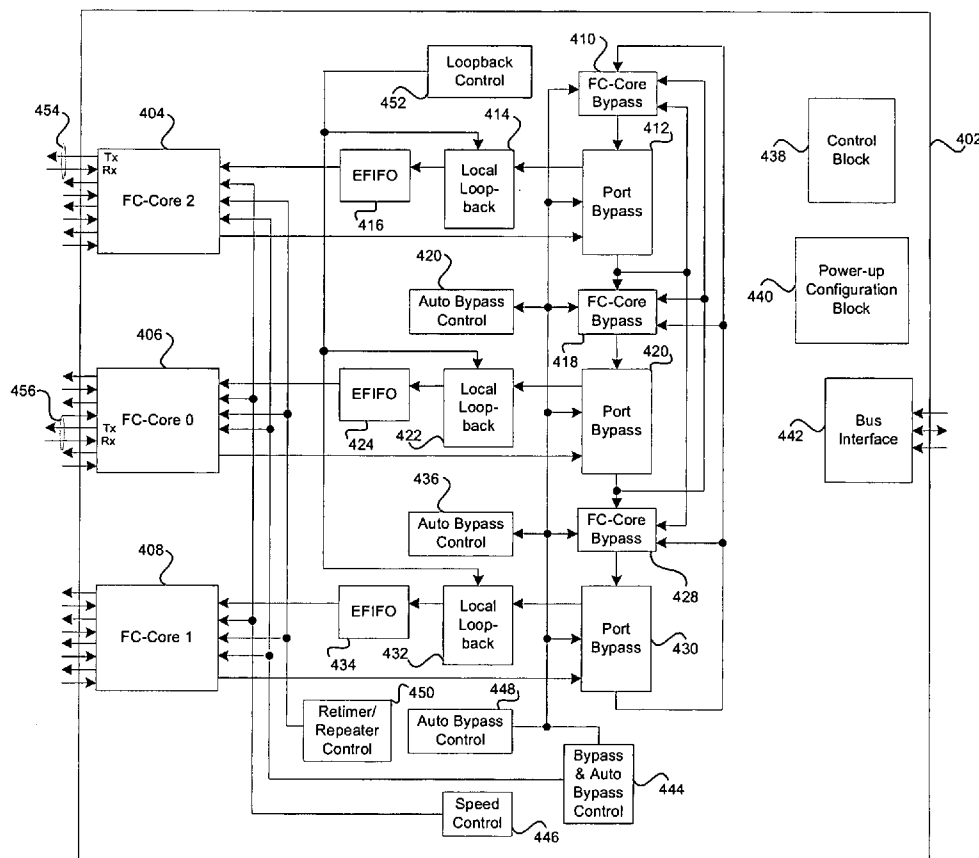 410
Loopback
Control
452
FC-Core
Bypass
454
404
414
412
438
Control
Block
402
Tx
Rx
FC-Core 2
EFIFO
416
Local
Loop-
back
Port
Bypass
420
Auto Bypass
Control
FC-Core
Bypass
418
440
Power-up
Configuration
Block
406
420
456
FC-Core 0
Tx
Rx
EFIFO
424
422
Local
Loop-
back
Port
Bypass
442
Bus
Interface
436
Auto Bypass
Control
FC-Core
Bypass
428
408
FC-Core 1
EFIFO
434
432
Local
Loop-
back
Port
Bypass
430
450
Retimer/
Repeater
Control
448
Auto Bypass
Control
Bypass
& Auto
Bypass
Control
444
Speed
Control
446